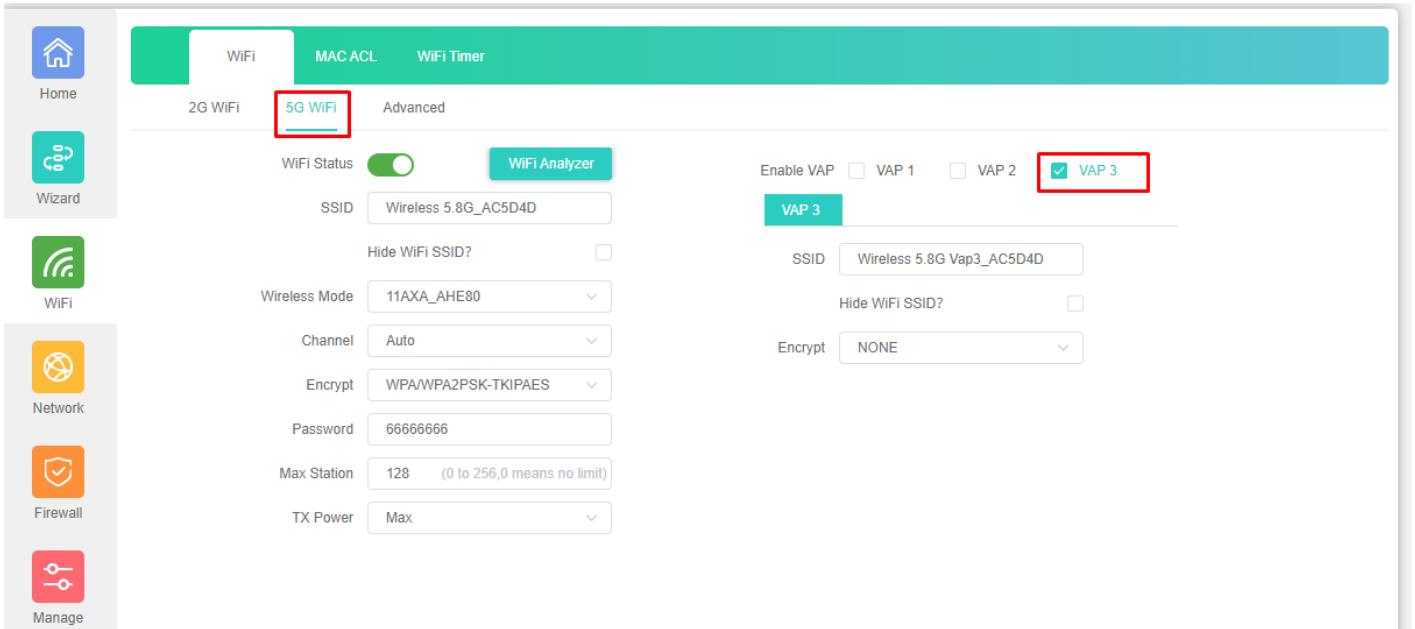 Home
Wizard
WiFi
Network
Firewall
Manage
WiFi MAC ACL WiFi Timer
2G WiFi 5G WiFi Advanced
WiFi Status WiFi Analyzer
SSID Wireless 5.8G_AC5D4D
Hide WiFi SSID?
Wireless Mode 11AXA_AHE80
Channel Auto
Encrypt WPA/WPA2PSK-TKIPAES
Password 66666666
Max Station 128 (0 to 256,0 means no limit)
TX Power Max
Enable VAP VAP 1 VAP 2 VAP 3
VAP 3
SSID Wireless 5.8G Vap3_AC5D4D
Hide WiFi SSID?
Encrypt NONE